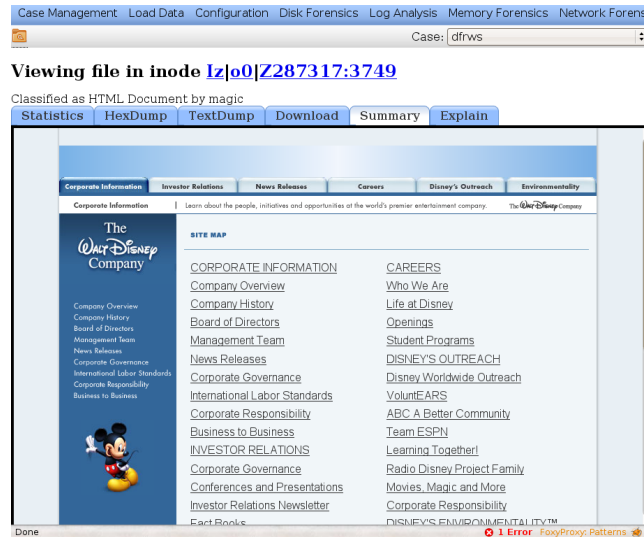 Case Management Load Data Configuration Disk Forensics Log Analysis Memory Forensics Network Forens
Case: dfrws
Viewing file in inode Iz|o0|Z287317:3749
Classified as HTML Document by magic
Statistics HexDump TextDump Download Summary Explain
Corporate Information Investor Relations News Releases Careers Disney's Outreach Environmentality
Corporate Information | Learn about the people, initiatives and opportunities at the world's premier entertainment company. The Walt Disney Company
The
Walt Disney
Company
Company Overview
Company History
Board of Directors
Management Team
News Releases
Corporate Governance
International Labor Standards
Corporate Responsibility
Business to Business
SITE MAP
CORPORATE INFORMATION
Company Overview
Company History
Board of Directors
Management Team
News Releases
Corporate Governance
International Labor Standards
Corporate Responsibility
Business to Business
INVESTOR RELATIONS
Corporate Governance
Conferences and Presentations
Investor Relations Newsletter
Fact Books
CAREERS
Who We Are
Life at Disney
Openings
Student Programs
DISNEY'S OUTREACH
Disney Worldwide Outreach
VoluntEARS
ABC A Better Community
Team ESPN
Learning Together!
Radio Disney Project Family
Movies, Magic and More
Corporate Responsibility
DISNEY'S ENVIRONMENTALITY™
Done 1 Error FoxyProxy: Patterns